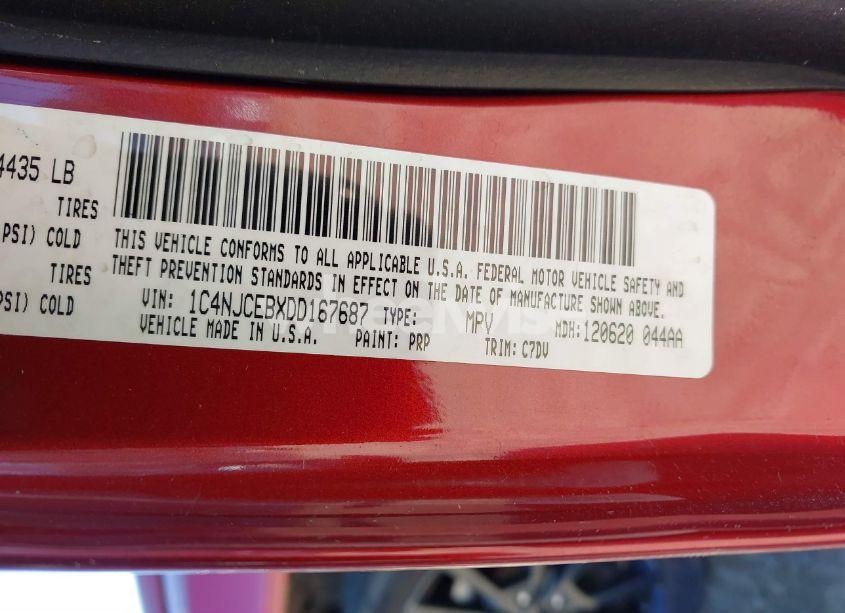 4435 LB
TIRES
PSI) COLD
TIRES
PSI) COLD
THIS VEHICLE CONFORMS TO ALL APPLICABLE U.S.A. FEDERAL MOTOR VEHICLE SAFETY AND
THEFT PREVENTION STANDARDS IN EFFECT ON THE DATE OF MANUFACTURE SHOWN ABOVE.
VIN: 1C4NJCEBXDD167687 TYPE: MPV MDH:120620 044AA
VEHICLE MADE IN U.S.A. PAINT: PRP TRIM: C7DV